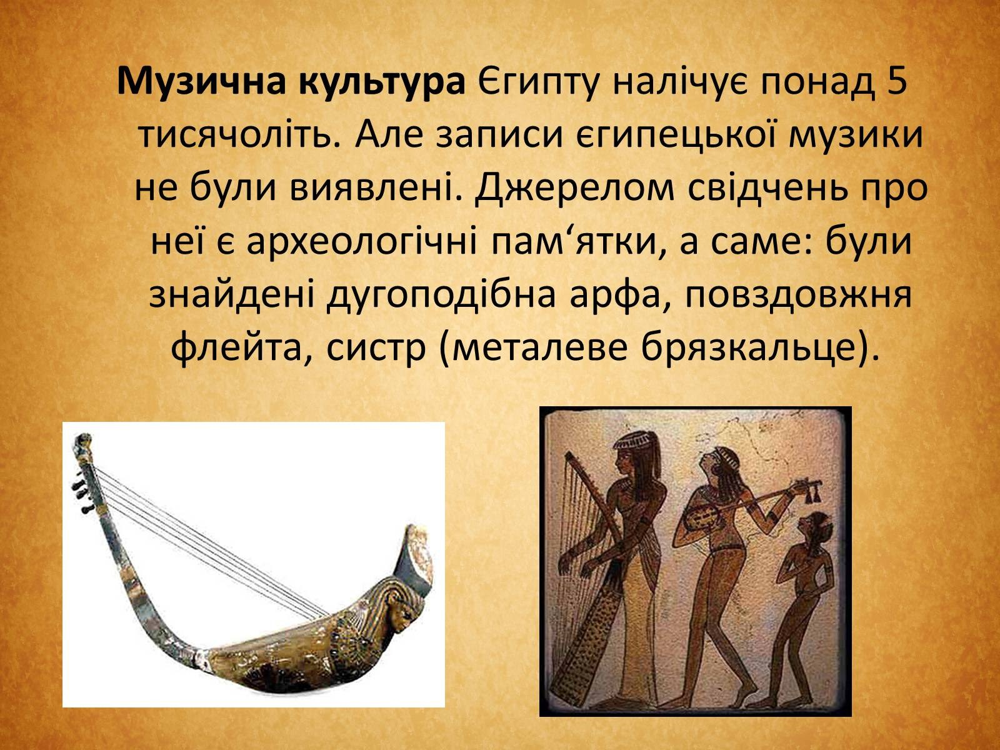 Музична культура Єгипту налічує понад 5
тисячоліть. Але записи єгипецької музики
не були виявлені. Джерелом свідчень про
неї є археологічні пам‘ятки, а саме: були
знайдені дугоподібна арфа, повздовжня
флейта, систр (металеве брязкальце).